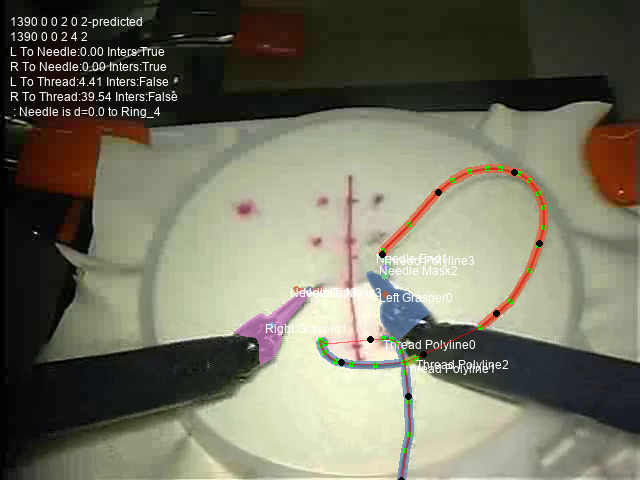 1390 0 0 2 0 2-predicted
1390 0 0 2 4 2
L To Needle:0.00 Inters:True
R To Needle:0.00 Inters:True
L To Thread:4.41 Inters:False
R To Thread:39.54 Inters:False
: Needle is d=0.0 to Ring_4
Thread Polyline3
Needle Mask2
Left Grasper0
Right Grasper1
Thread Polyline0
Thread Polyline2